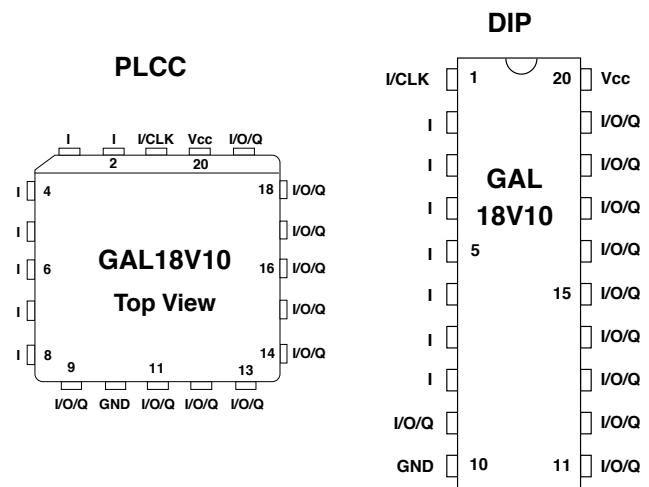 DIP
PLCC
I/CLK 1 20 Vcc
I I/O/Q
I I/O/Q
I I/O/Q
I 5 I/O/Q
I 15 I/O/Q
I I/O/Q
I I/O/Q
I/O/Q I/O/Q
GND 10 11 I/O/Q
GAL
18V10
I I I/CLK Vcc I/O/Q
2 20
I 4 18 I/O/Q
I I/O/Q
I 6 16 I/O/Q
I I/O/Q
I 8 14 I/O/Q
GAL18V10
Top View
9 11 13
I/O/Q GND I/O/Q I/O/Q I/O/Q